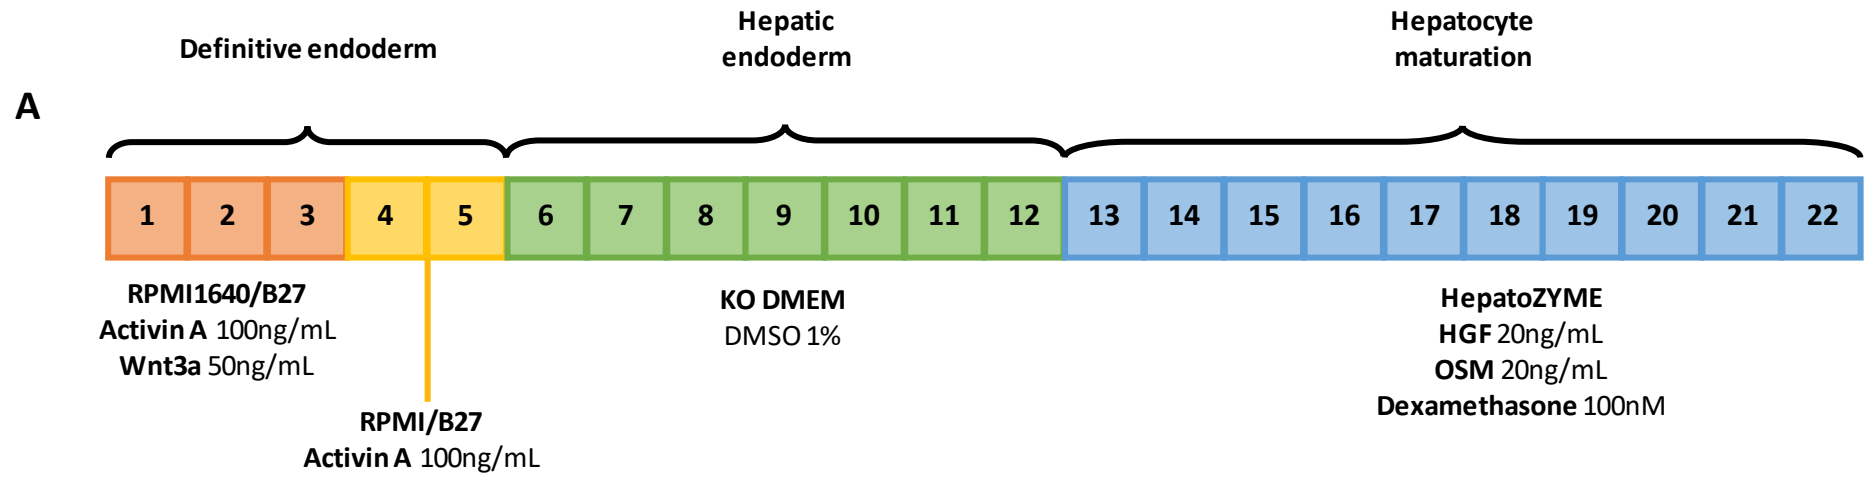 A
Definitive endoderm
Hepatic
endoderm
Hepatocyte
maturation
1 2 3 4 5 6 7 8 9 10 11 12 13 14 15 16 17 18 19 20 21 22
RPMI1640/B27
Activin A 100ng/mL
Wnt3a 50ng/mL
RPMI/B27
Activin A 100ng/mL
KO DMEM
DMSO 1%
HepatoZYME
HGF 20ng/mL
OSM 20ng/mL
Dexamethasone 100nM